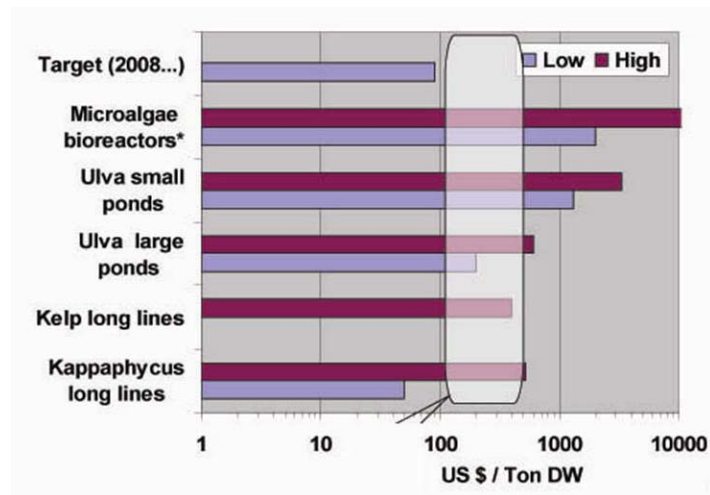 Low High
Target (2008...)
Microalgae
bioreactors*
Ulva small
ponds
Ulva large
ponds
Kelp long lines
Kappaphycus
long lines
1 10 100 1000 10000
US $ / Ton DW